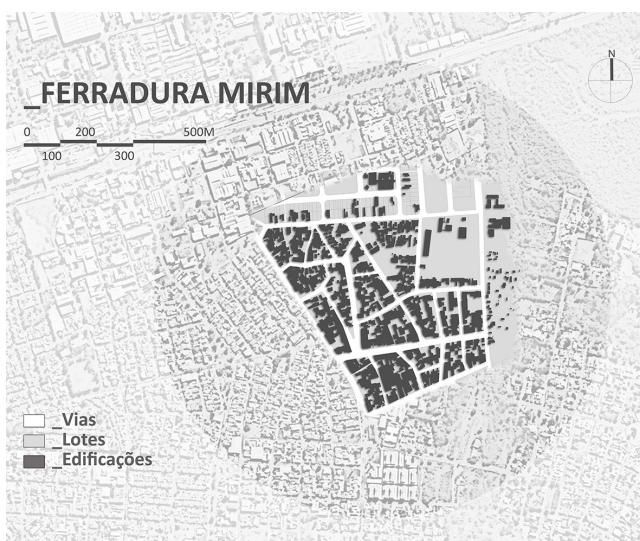 N
_FERRADURA MIRIM
0 200 500M
100 300
_Vias
_Lotes
_Edificações